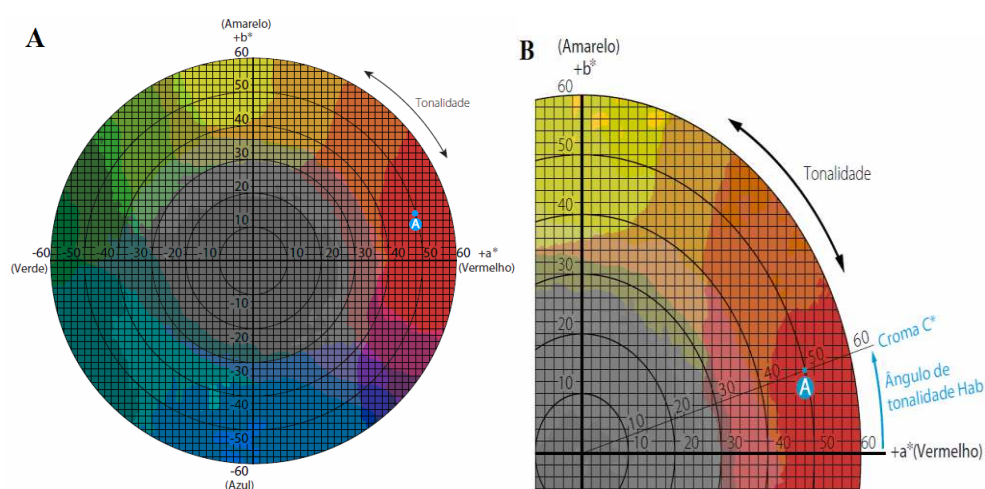 A
(Amarelo)
+b*
60
50
40
30
20
10
Tonalidade
A
-60 -50 -40 -30 -20 -10 10 20 30 40 50 60 +a*
(Verde)
(Vermelho)
-10
-20
-30
-40
-50
-60
(Azul)
B
(Amarelo)
+b*
60
50
40
30
20
10
Tonalidade
10 20 30 40 50 60 Croma C*
A
Ângulo de
tonalidade Hab
10 20 30 40 50 60 +a*(Vermelho)